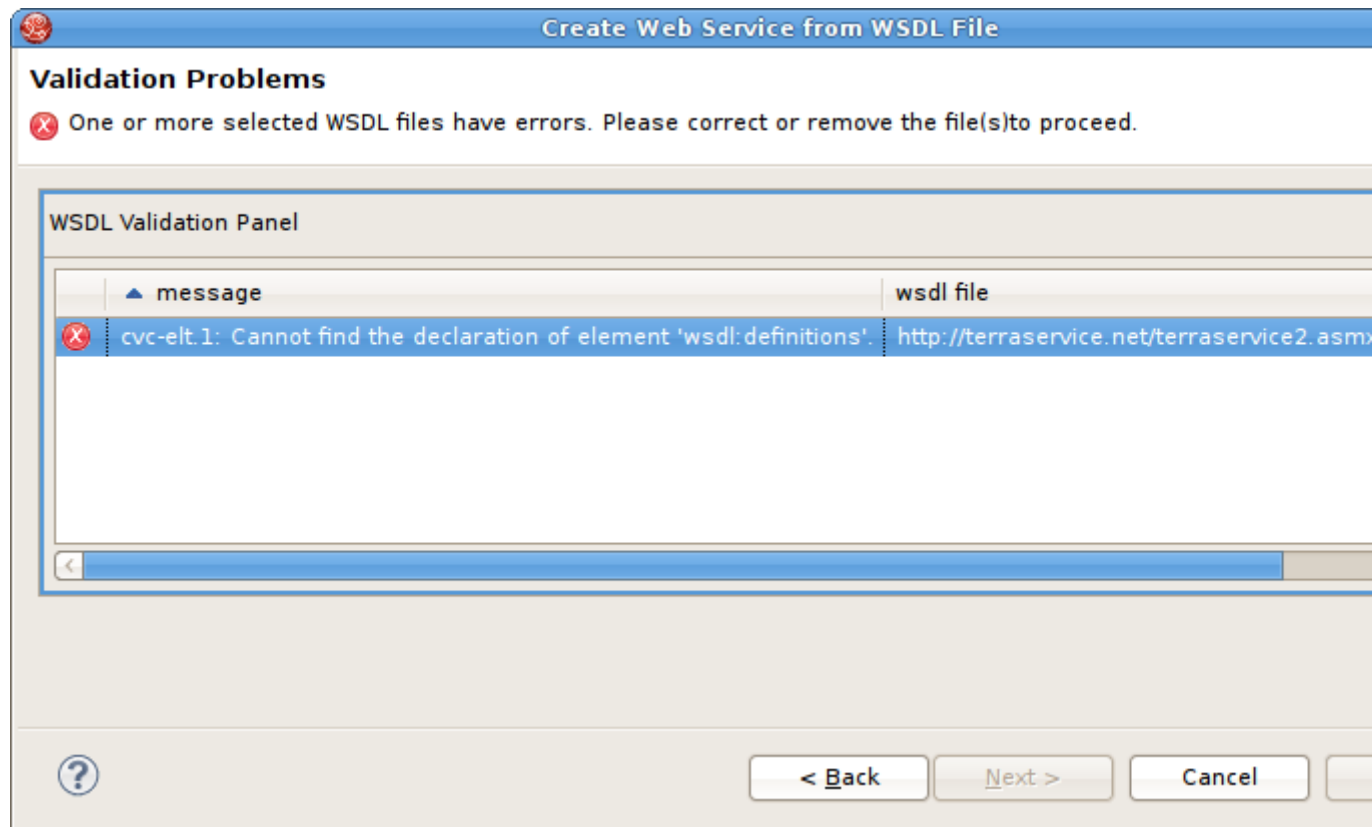 Create Web Service from WSDL File
Validation Problems
One or more selected WSDL files have errors. Please correct or remove the file(s)to proceed.
WSDL Validation Panel
message wsdl file
cvc-elt.1: Cannot find the declaration of element 'wsdl:definitions'. http://terraservice.net/terraservice2.asmx
< Back Next > Cancel